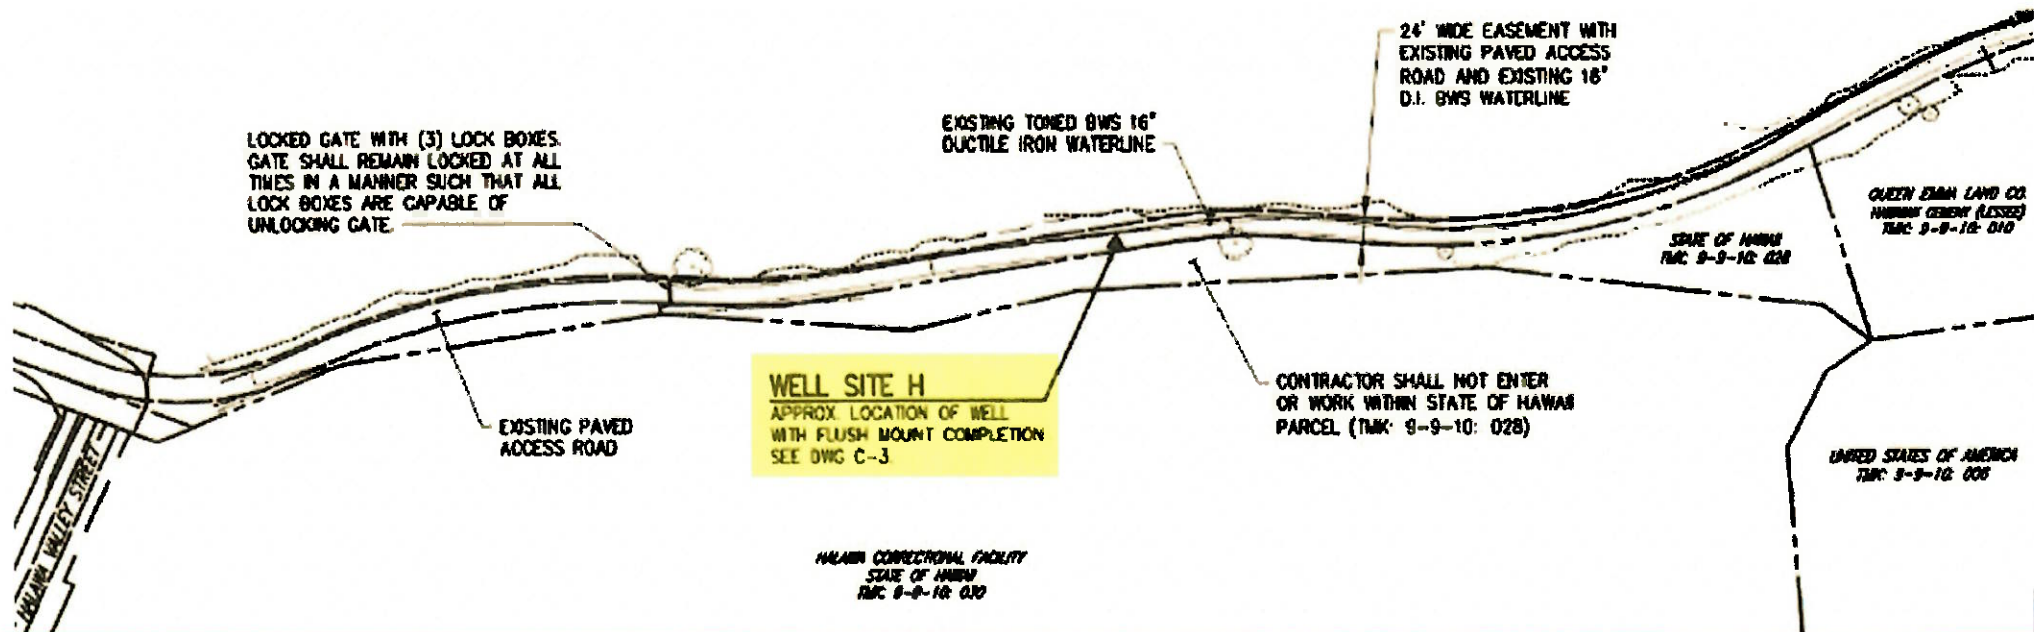 24' WIDE EASEMENT WITH
EXISTING PAVED ACCESS
ROAD AND EXISTING 16"
D.I. BWS WATERLINE
EXISTING TONED BWS 16"
DUCTILE IRON WATERLINE
LOCKED GATE WITH (3) LOCK BOXES.
GATE SHALL REMAIN LOCKED AT ALL
TIMES IN A MANNER SUCH THAT ALL
LOCK BOXES ARE CAPABLE OF
UNLOCKING GATE.
QUEEN EMMA LAND CO.
HAWAIIAN CEMENT (LESSEE)
TMK: 9-9-10: 010
STATE OF HAWAII
TMK: 9-9-10: 028
WELL SITE H
APPROX. LOCATION OF WELL
WITH FLUSH MOUNT COMPLETION
SEE DWG C-3.
CONTRACTOR SHALL NOT ENTER
OR WORK WITHIN STATE OF HAWAII
PARCEL (TMK: 9-9-10: 028)
EXISTING PAVED
ACCESS ROAD
HALAWA VALLEY STREET
UNITED STATES OF AMERICA
TMK: 9-9-10: 006
HALAWA CORRECTIONAL FACILITY
STATE OF HAWAII
TMK: 9-9-10: 030